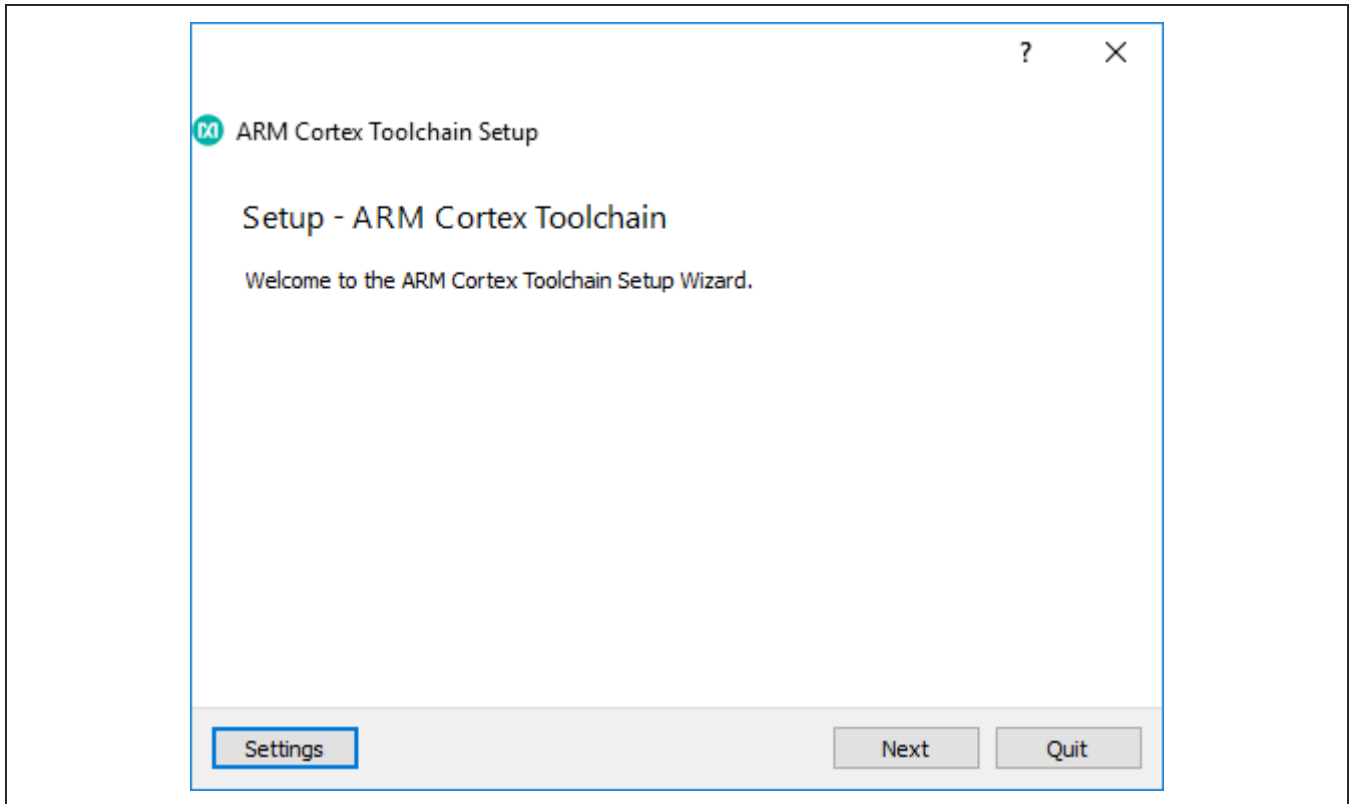 ?
ARM Cortex Toolchain Setup
Setup - ARM Cortex Toolchain
Welcome to the ARM Cortex Toolchain Setup Wizard.
Settings Next Quit